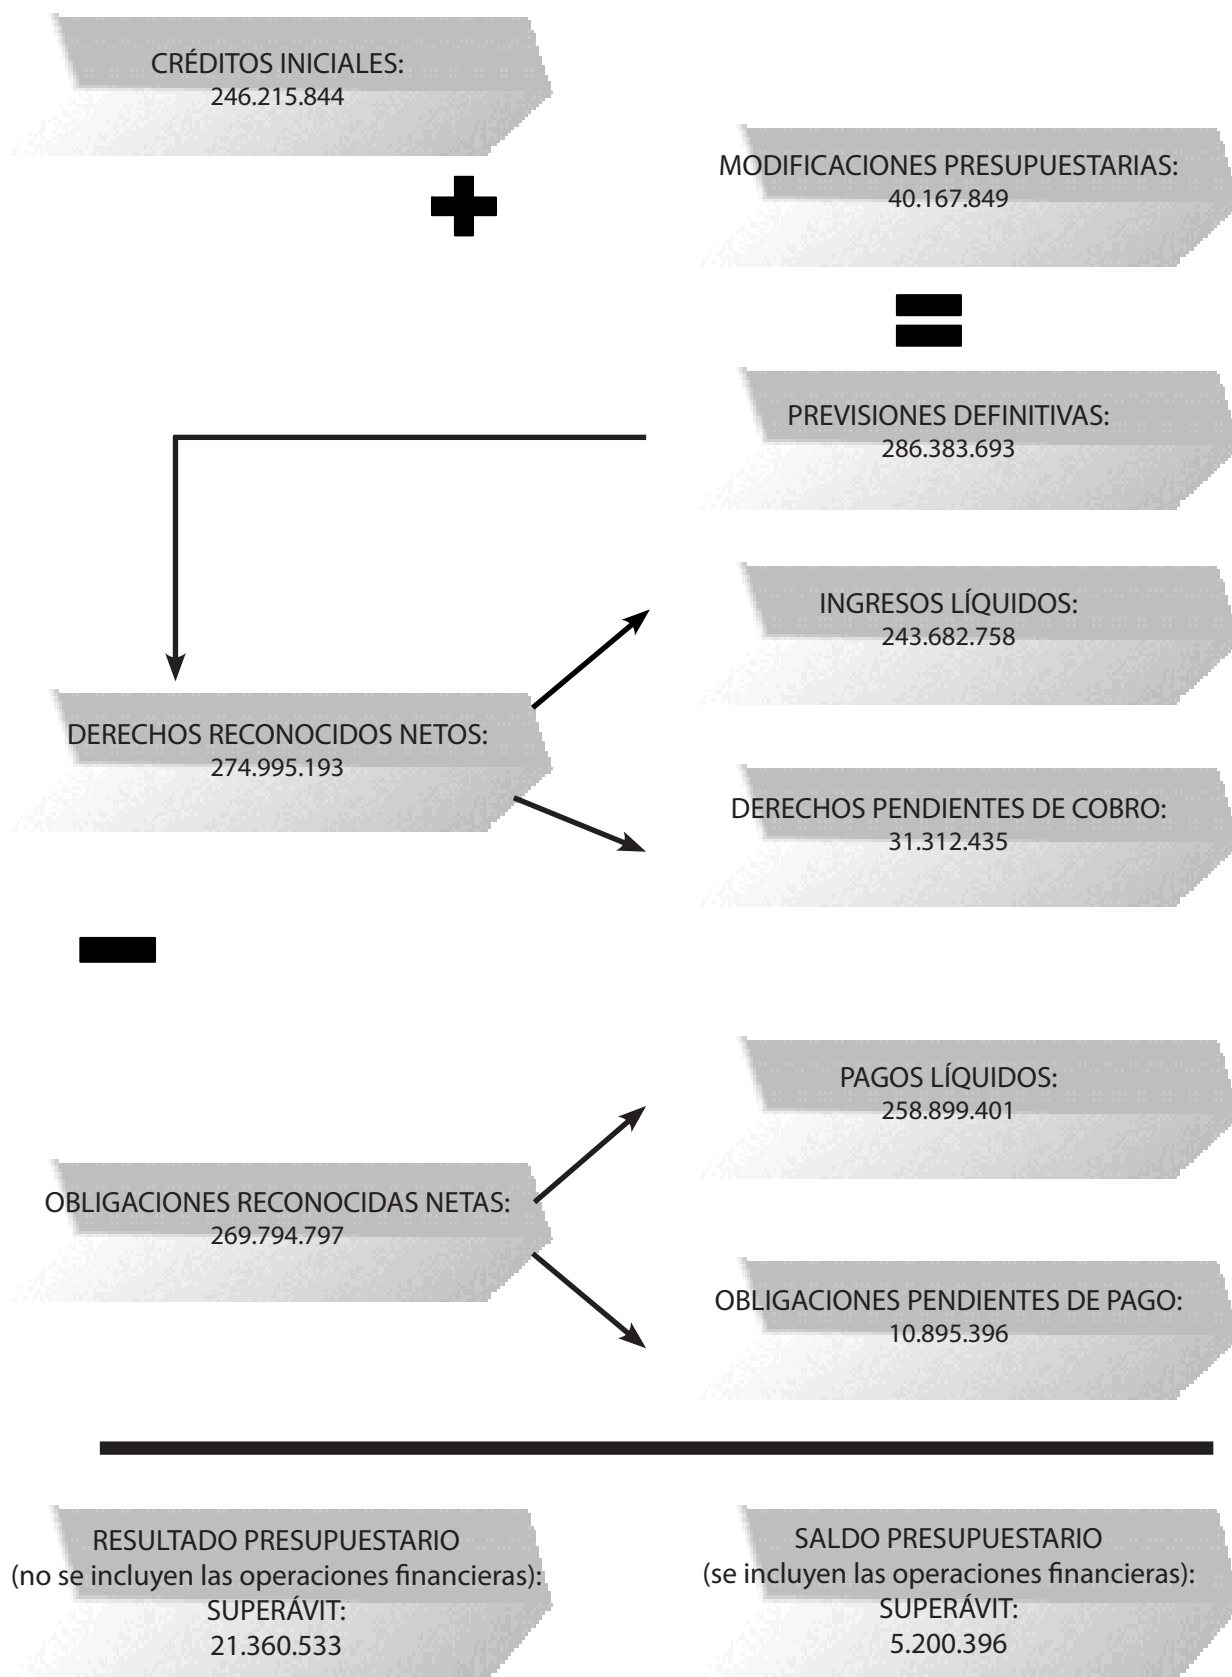 CRÉDITOS INICIALES:
246.215.844
MODIFICACIONES PRESUPUESTARIAS:
40.167.849
PREVISIONES DEFINITIVAS:
286.383.693
INGRESOS LÍQUIDOS:
243.682.758
DERECHOS RECONOCIDOS NETOS:
274.995.193
DERECHOS PENDIENTES DE COBRO:
31.312.435
PAGOS LÍQUIDOS:
258.899.401
OBLIGACIONES RECONOCIDAS NETAS:
269.794.797
OBLIGACIONES PENDIENTES DE PAGO:
10.895.396
RESULTADO PRESUPUESTARIO
(no se incluyen las operaciones financieras):
SUPERÁVIT:
21.360.533
SALDO PRESUPUESTARIO
(se incluyen las operaciones financieras):
SUPERÁVIT:
5.200.396